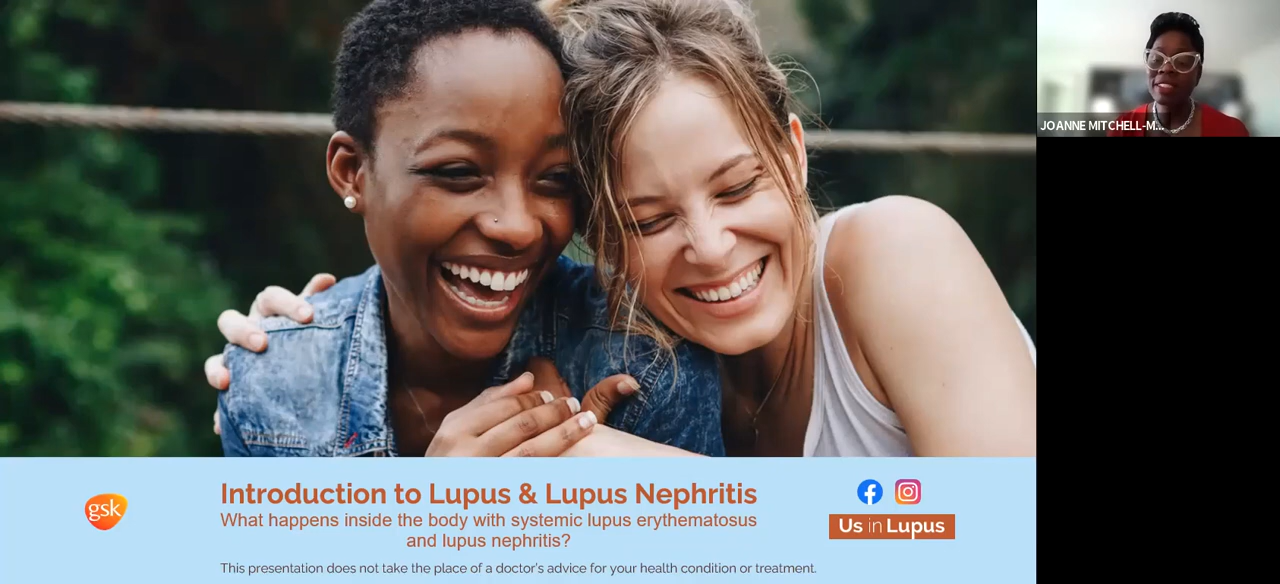 JOANNE MITCHELL-M...
gsk
Introduction to Lupus & Lupus Nephritis
What happens inside the body with systemic lupus erythematosus
and lupus nephritis?
This presentation does not take the place of a doctor's advice for your health condition or treatment.
Us in Lupus